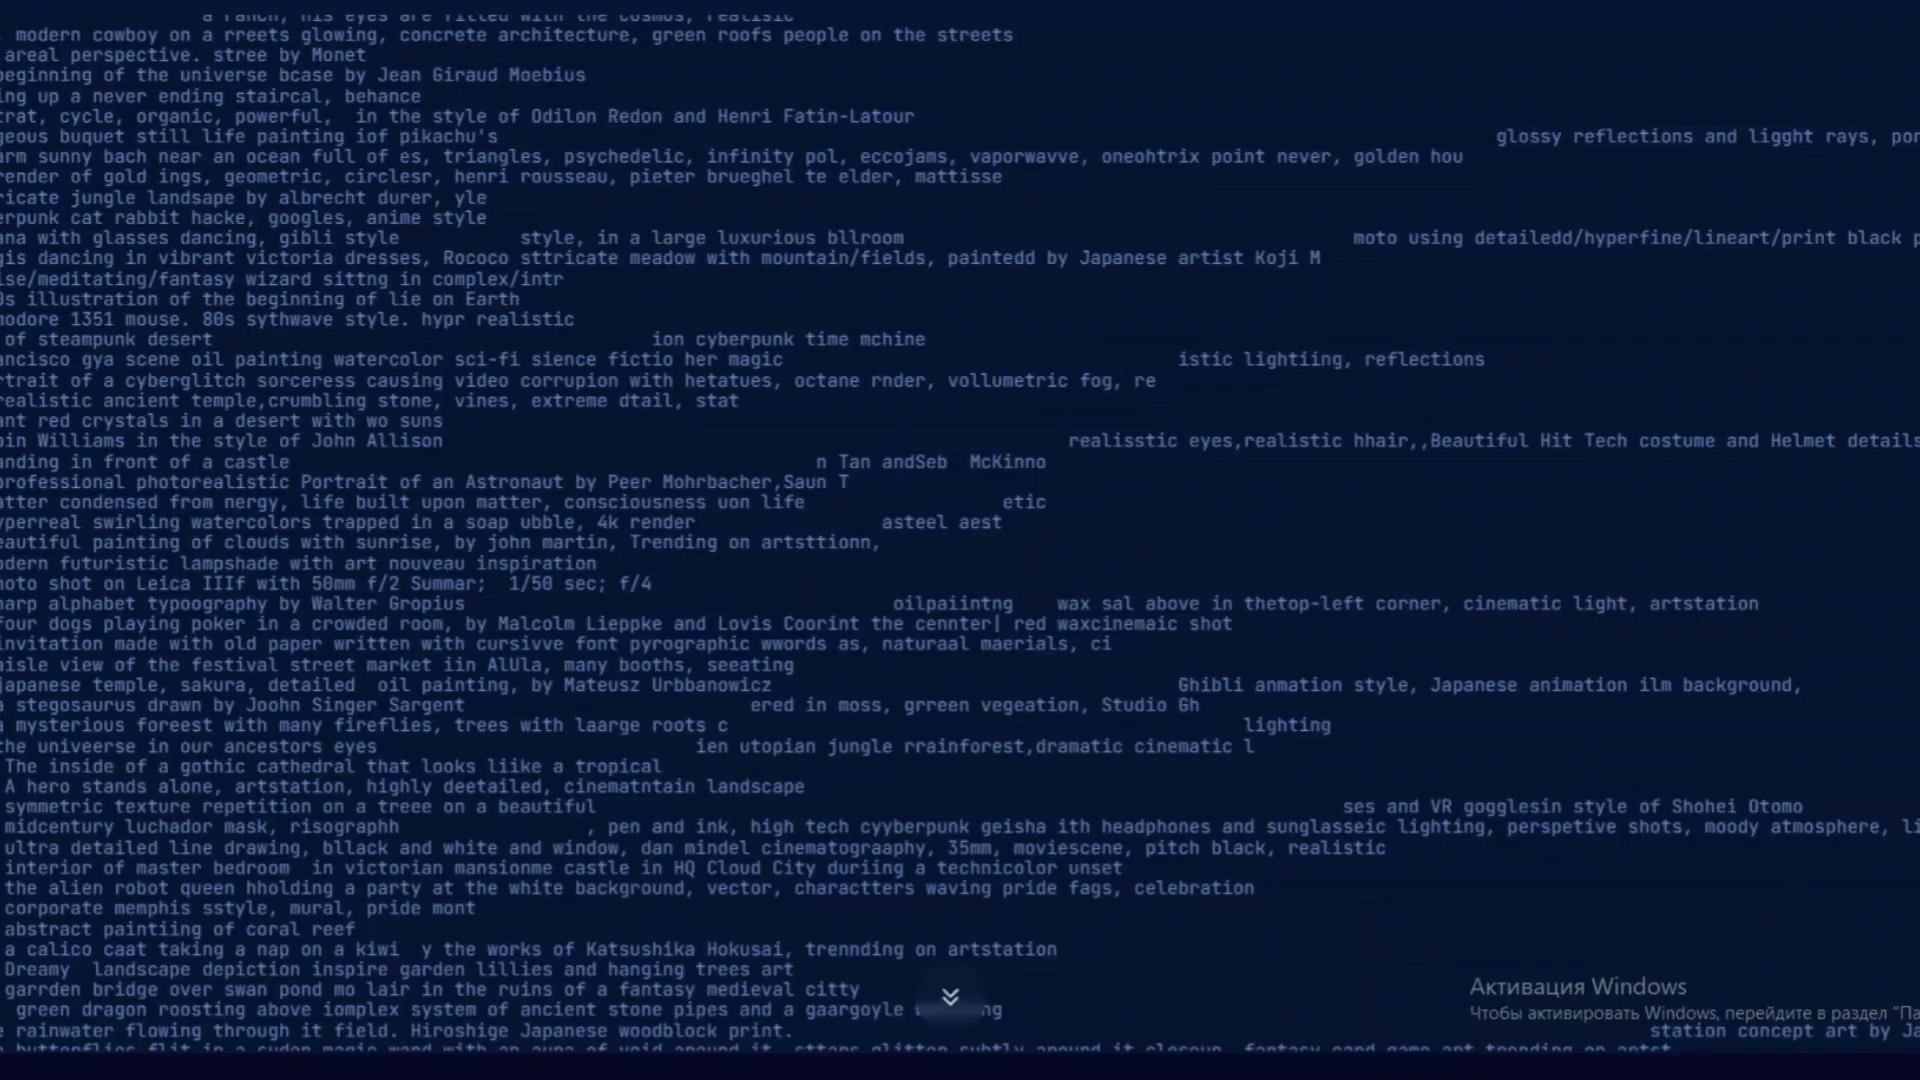 a ranch, his eyes are filled with the cosmos, realisic
, modern cowboy on a rreets glowing, concrete architecture, green roofs people on the streets
areal perspective. stree by Monet
beginning of the universe bcase by Jean Giraud Moebius
ing up a never ending staircal, behance
trat, cycle, organic, powerful,  in the style of Odilon Redon and Henri Fatin-Latour
geous buquet still life painting iof pikachu's glossy reflections and ligght rays, por
arm sunny bach near an ocean full of es, triangles, psychedelic, infinity pol, eccojams, vaporwavve, oneohtrix point never, golden hou
render of gold ings, geometric, circlesr, henri rousseau, pieter brueghel te elder, mattisse
ricate jungle landsape by albrecht durer, yle
erpunk cat rabbit hacke, googles, anime style
ana with glasses dancing, gibli style style, in a large luxurious bllroom moto using detailedd/hyperfine/lineart/print black p
gis dancing in vibrant victoria dresses, Rococo sttricate meadow with mountain/fields, paintedd by Japanese artist Koji M
ise/meditating/fantasy wizard sittng in complex/intr
0s illustration of the beginning of lie on Earth
modore 1351 mouse. 80s sythwave style. hypr realistic
of steampunk desert ion cyberpunk time mchine
ancisco gya scene oil painting watercolor sci-fi sience fictio her magic istic lightiing, reflections
rtrait of a cyberglitch sorceress causing video corrupion with hetatues, octane rnder, vollumetric fog, re
realistic ancient temple,crumbling stone, vines, extreme dtail, stat
ant red crystals in a desert with wo suns
bin Williams in the style of John Allison realisstic eyes,realistic hhair,,Beautiful Hit Tech costume and Helmet details
anding in front of a castle n Tan andSeb  McKinno
professional photorealistic Portrait of an Astronaut by Peer Mohrbacher,Saun T
atter condensed from nergy, life built upon matter, consciousness uon life etic
yperreal swirling watercolors trapped in a soap ubble, 4k render asteel aest
eautiful painting of clouds with sunrise, by john martin, Trending on artsttionn,
odern futuristic lampshade with art nouveau inspiration
hoto shot on Leica IIIf with 50mm f/2 Summar;  1/50 sec; f/4
harp alphabet typoography by Walter Gropius oilpaiintng wax sal above in thetop-left corner, cinematic light, artstation
four dogs playing poker in a crowded room, by Malcolm Lieppke and Lovis Coorint the cennter| red waxcinemaic shot
invitation made with old paper written with cursivve font pyrographic wwords as, naturaal maerials, ci
aisle view of the festival street market iin AlUla, many booths, seeating
japanese temple, sakura, detailed  oil painting, by Mateusz Urbbanowicz Ghibli anmation style, Japanese animation ilm background,
a stegosaurus drawn by Joohn Singer Sargent ered in moss, grreen vegeation, Studio Gh
a mysterious foreest with many fireflies, trees with laarge roots c lighting
the univeerse in our ancestors eyes ien utopian jungle rrainforest,dramatic cinematic l
The inside of a gothic cathedral that looks liike a tropical
A hero stands alone, artstation, highly deetailed, cinematntain landscape
symmetric texture repetition on a treee on a beautiful ses and VR gogglesin style of Shohei Otomo
midcentury luchador mask, risographh , pen and ink, high tech cyyberpunk geisha ith headphones and sunglasseic lighting, perspetive shots, moody atmosphere, li
ultra detailed line drawing, bllack and white and window, dan mindel cinematograaphy, 35mm, moviescene, pitch black, realistic
interior of master bedroom  in victorian mansionme castle in HQ Cloud City duriing a technicolor unset
the alien robot queen hholding a party at the white background, vector, charactters waving pride fags, celebration
corporate memphis sstyle, mural, pride mont
abstract paintiing of coral reef
a calico caat taking a nap on a kiwi  y the works of Katsushika Hokusai, trennding on artstation
Dreamy  landscape depiction inspire garden lillies and hanging trees art
garrden bridge over swan pond mo lair in the ruins of a fantasy medieval citty
green dragon roosting above iomplex system of ancient stone pipes and a gaargoyle
e rainwater flowing through it field. Hiroshige Japanese woodblock print. station concept art by Ja
Активация Windows
Чтобы активировать Windows, перейдите в раздел "Па